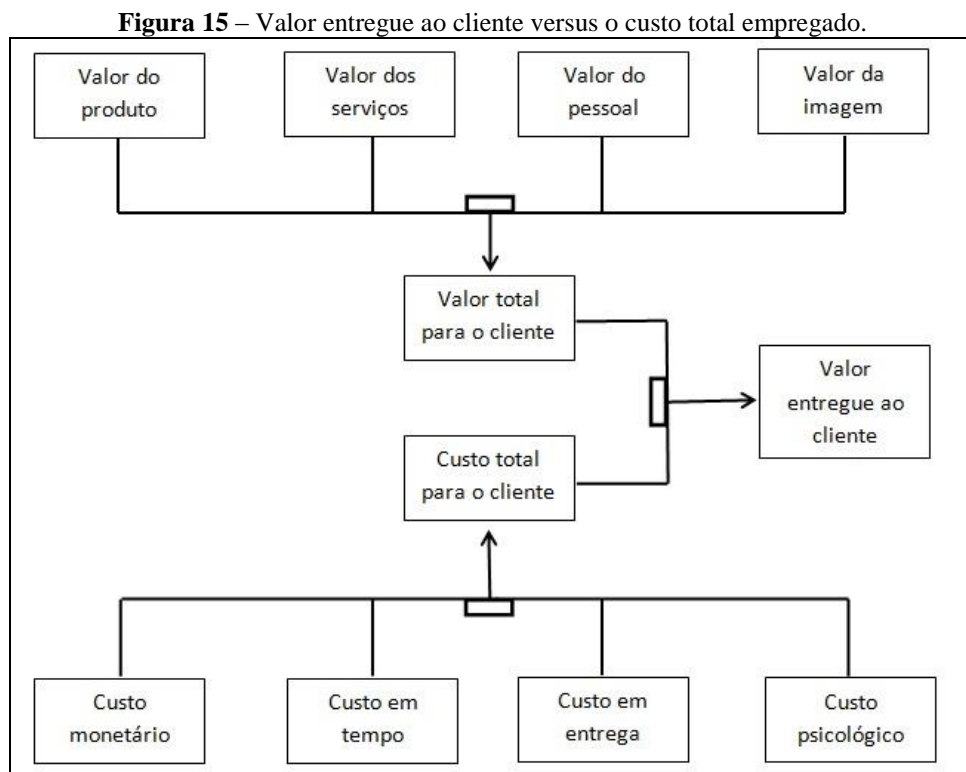 Figura 15 – Valor entregue ao cliente versus o custo total empregado.
Valor do
produto
Valor dos
serviços
Valor do
pessoal
Valor da
imagem
Valor total
para o cliente
Valor
entregue ao
cliente
Custo total
para o cliente
Custo
monetário
Custo em
tempo
Custo em
entrega
Custo
psicológico